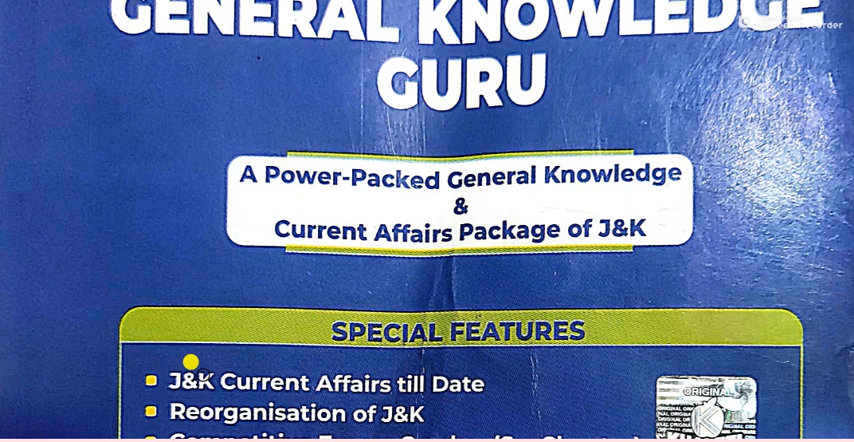 GENERAL KNOWLEDGE
GURU
A Power-Packed General Knowledge
&
Current Affairs Package of J&K
SPECIAL FEATURES
J&K Current Affairs till Date
Reorganisation of J&K
ORIGINAL